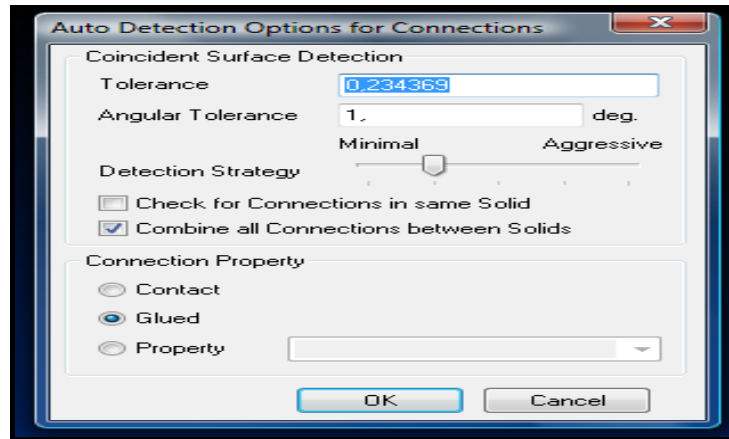 Auto Detection Options for Connections
Coincident Surface Detection
Tolerance 0,234369
Angular Tolerance 1, deg.
Minimal Aggressive
Detection Strategy
Check for Connections in same Solid
Combine all Connections between Solids
Connection Property
Contact
Glued
Property
OK Cancel